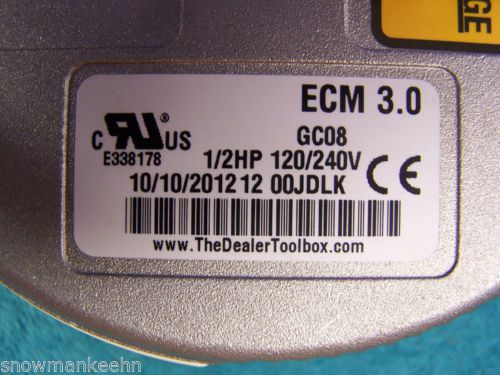 GE
ECM 3.0
C RU US
E338178
GC08
1/2HP 120/240V
10/10/2012 12 00JDLK CE
www.TheDealerToolbox.com
snowmankeehn